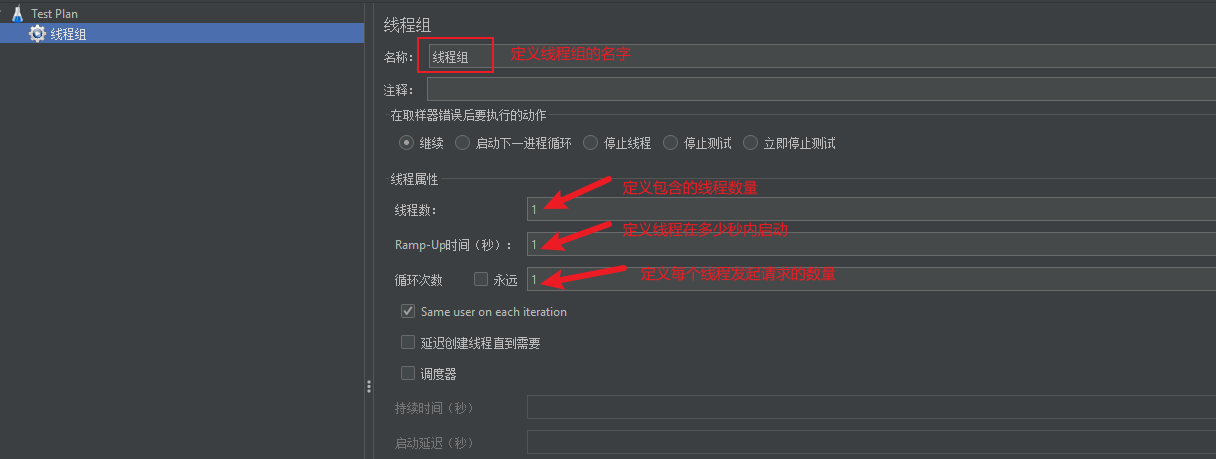 Test Plan
线程组
线程组
名称： 线程组 定义线程组的名字
注释：
在取样器错误后要执行的动作
继续 启动下一进程循环 停止线程 停止测试 立即停止测试
线程属性
定义包含的线程数量
线程数： 1
定义线程在多少秒内启动
Ramp-Up时间（秒）： 1
循环次数 永远 1 定义每个线程发起请求的数量
Same user on each iteration
延迟创建线程直到需要
调度器
持续时间（秒）
启动延迟（秒）